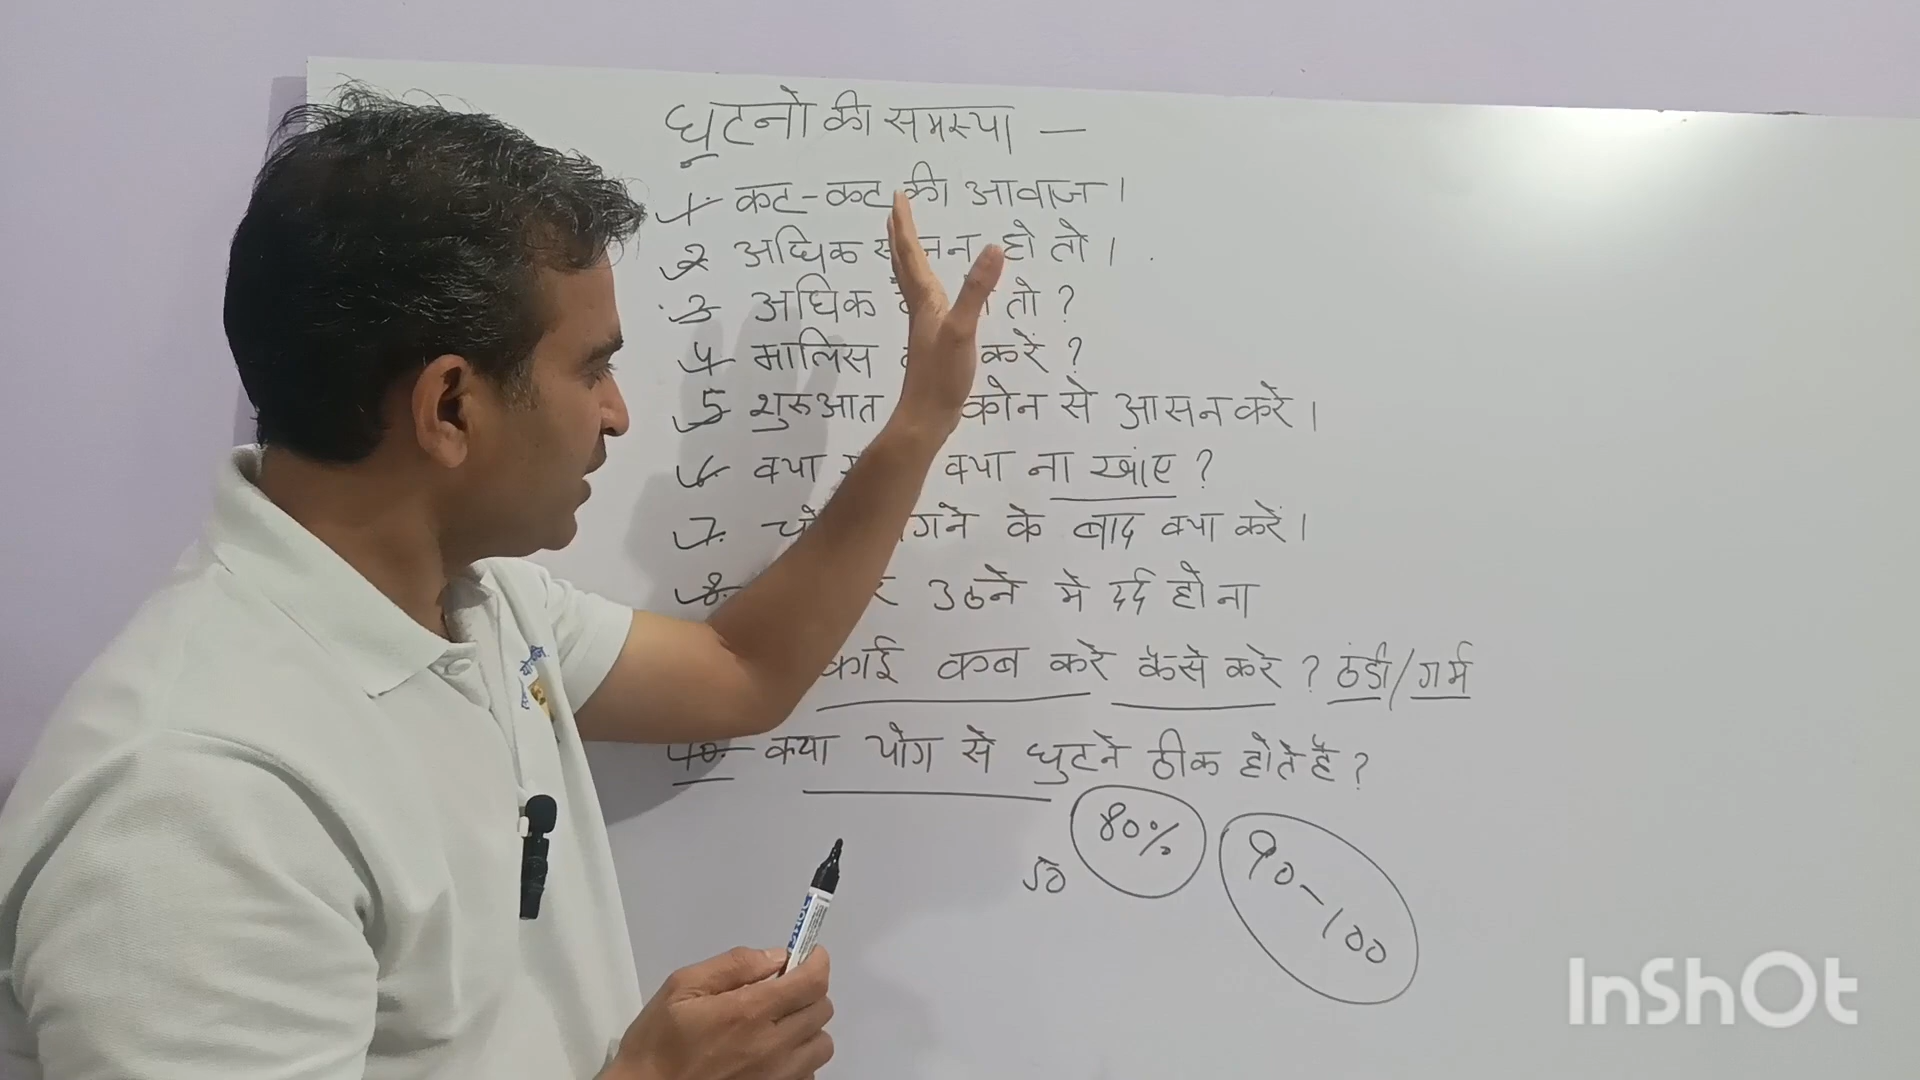 घुटनो की समस्या —
1. कट-कट की आवाज।
2. अधिक हो तो।
3. अधिक तो?
4. मालिस करें?
5. शुरुआत कोन से आसन करें।
6. क्या क्या ना खांए?
7. के बाद क्या करें।
8. उठने मे दर्द होना
कब करे कैसे करे? ठंडी/गर्म
10. क्या योग से घुटने ठीक होते है?
50 80% 90-100
InShOt